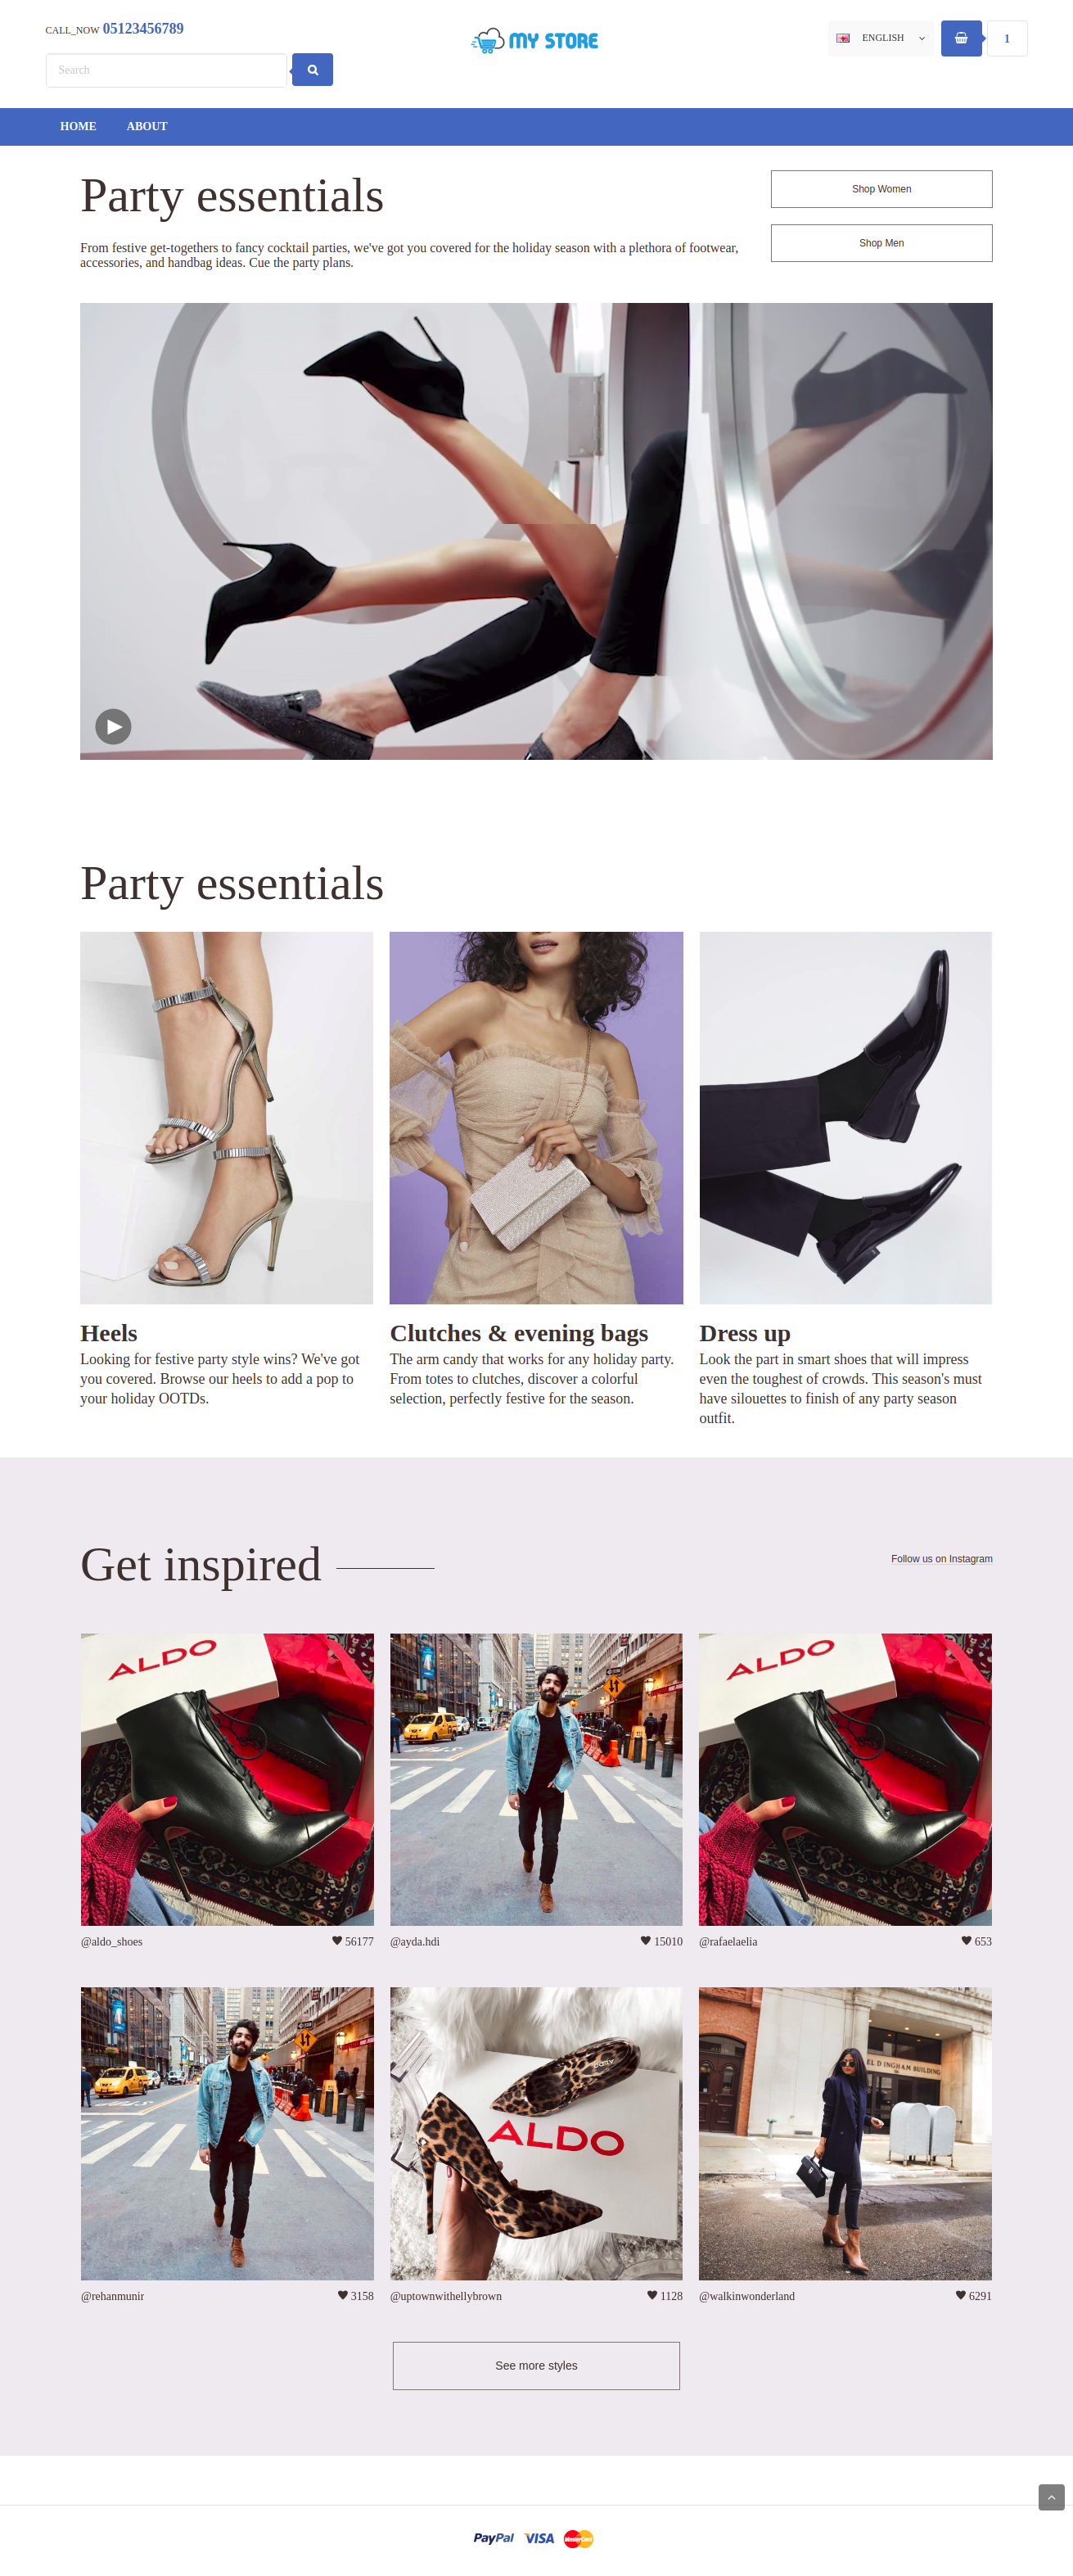 CALL_NOW 05123456789
MY STORE
ENGLISH
1
Search
HOME
ABOUT
Party essentials
Shop Women
Shop Men
From festive get-togethers to fancy cocktail parties, we've got you covered for the holiday season with a plethora of footwear,
accessories, and handbag ideas. Cue the party plans.
Party essentials
Heels
Looking for festive party style wins? We've got
you covered. Browse our heels to add a pop to
your holiday OOTDs.
Clutches & evening bags
The arm candy that works for any holiday party.
From totes to clutches, discover a colorful
selection, perfectly festive for the season.
Dress up
Look the part in smart shoes that will impress
even the toughest of crowds. This season's must
have silouettes to finish of any party season
outfit.
Get inspired
Follow us on Instagram
ALDO
ALDO
@aldo_shoes
56177
@ayda.hdi
15010
@rafaelaelia
653
ALDO
EL D INGHAM BUILDING
@rehanmunir
3158
@uptownwithellybrown
1128
@walkinwonderland
6291
See more styles
PayPal
VISA
MasterCard